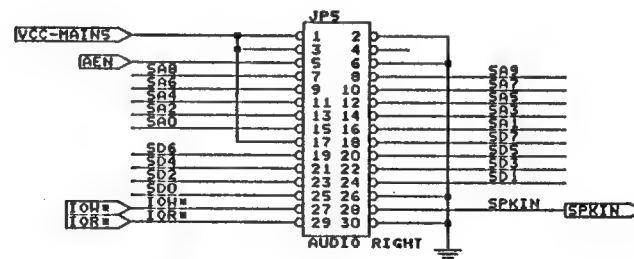 JP5
VCC-MAINS 1 2
3 4
AEN 5 6
SA8 7 8 SA9
SA6 9 10 SA7
SA4 11 12 SA5
SA2 13 14 SA3
SA0 15 16 SA1
17 18 SD7
SD6 19 20 SD5
SD4 21 22 SD3
SD2 23 24 SD1
SD0 25 26
IOW* IOW* 27 28 SPKIN SPKIN
IOR* IOR* 29 30
AUDIO RIGHT